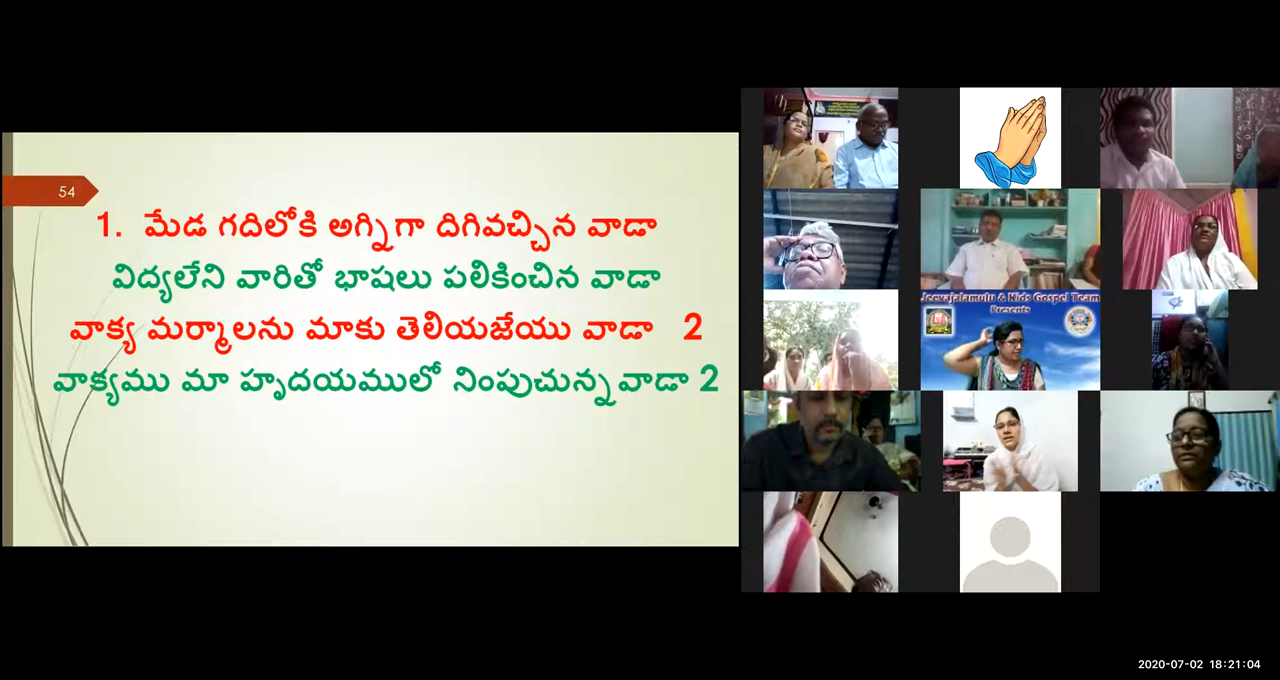 54
1. మేడ గదిలోకి అగ్నిగా దిగివచ్చిన వాడా
విద్యలేని వారితో భాషలు పలికించిన వాడా
వాక్య మర్మాలను మాకు తెలియజేయు వాడా 2
వాక్యము మా హృదయములో నింపుచున్నవాడా 2
Jeevajalamulu & Kids Gospel Team
Presents
2020-07-02 18:21:04